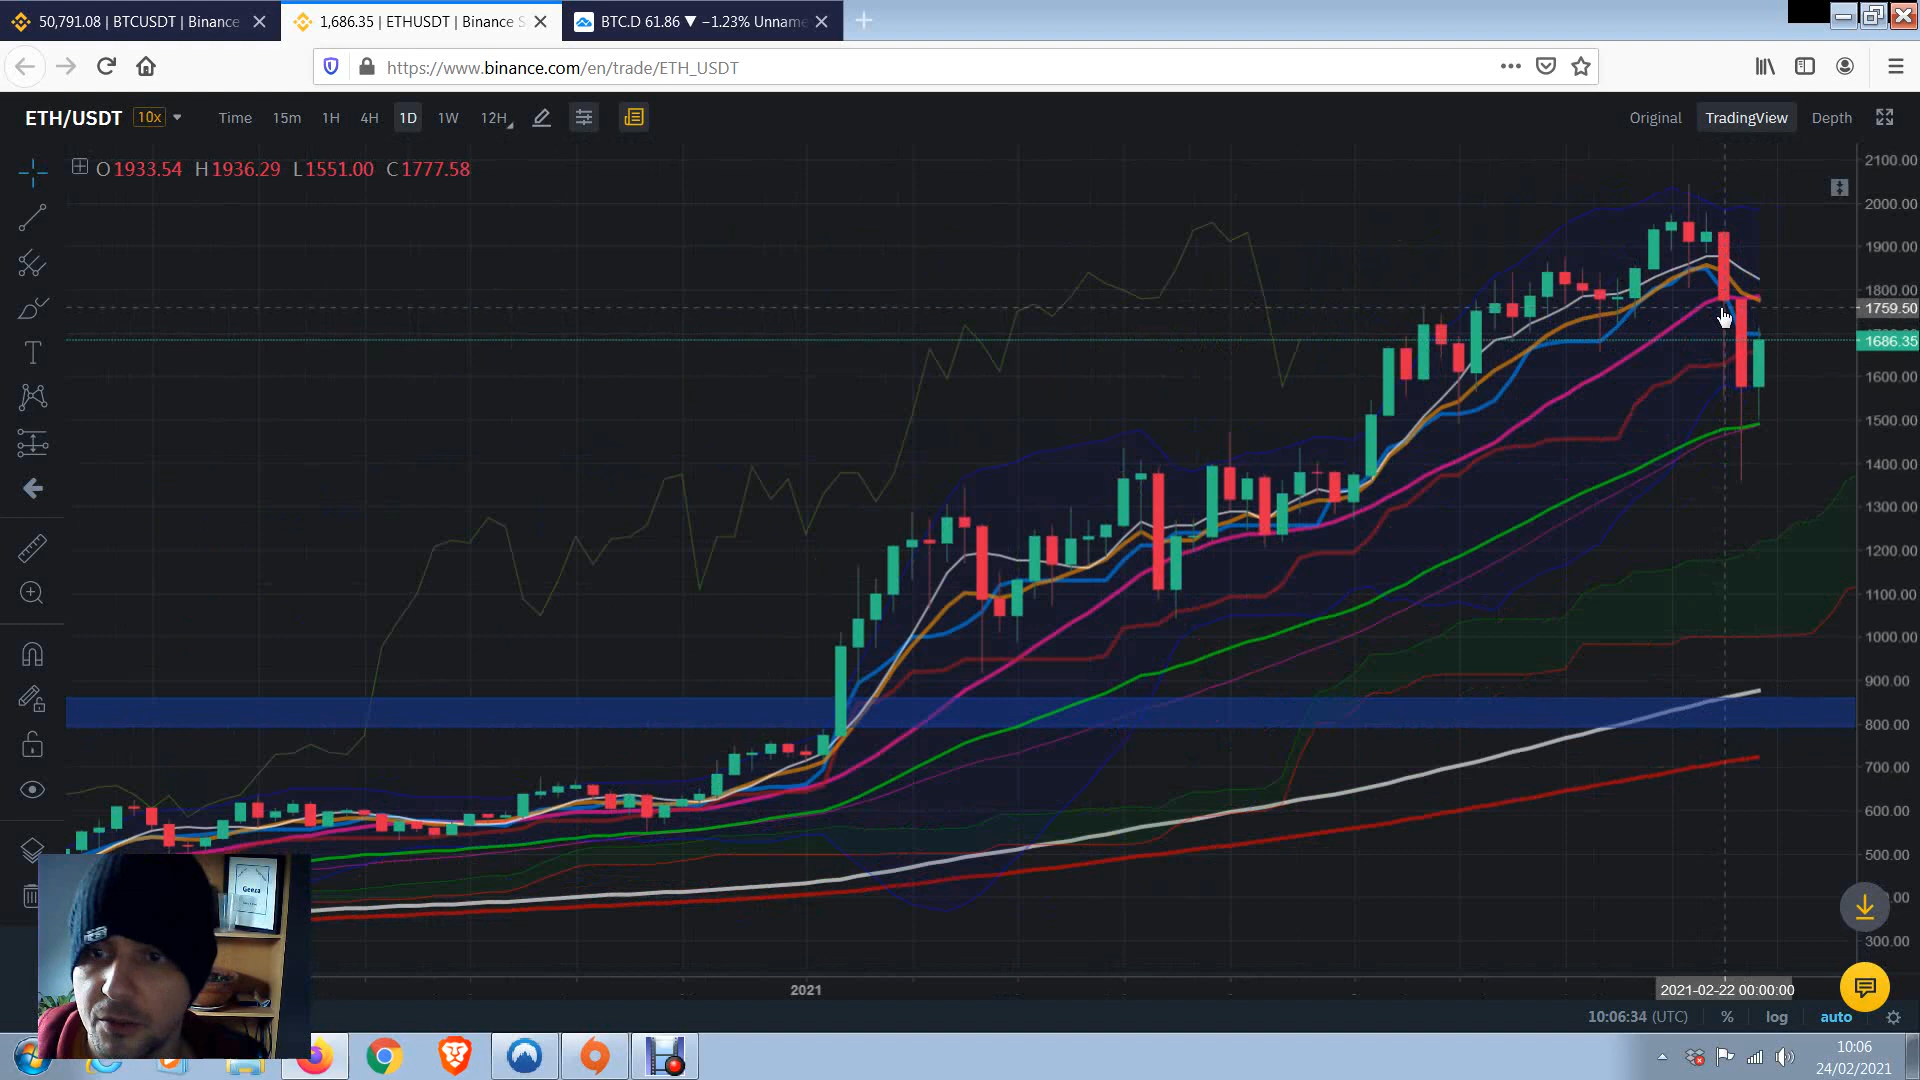 50,791.08 | BTCUSDT | Binance
1,686.35 | ETHUSDT | Binance S
BTC.D 61.86 ▼ −1.23% Unname
https://www.binance.com/en/trade/ETH_USDT
ETH/USDT 10x Time 15m 1H 4H 1D 1W 12H Original TradingView Depth
O 1933.54 H 1936.29 L 1551.00 C 1777.58
2100.00
2000.00
1900.00
1800.00
1759.50
1686.35
1600.00
1500.00
1400.00
1300.00
1200.00
1100.00
1000.00
900.00
800.00
700.00
600.00
500.00
300.00
Geeza
2021
2021-02-22 00:00:00
10:06:34 (UTC) % log auto
10:06
24/02/2021